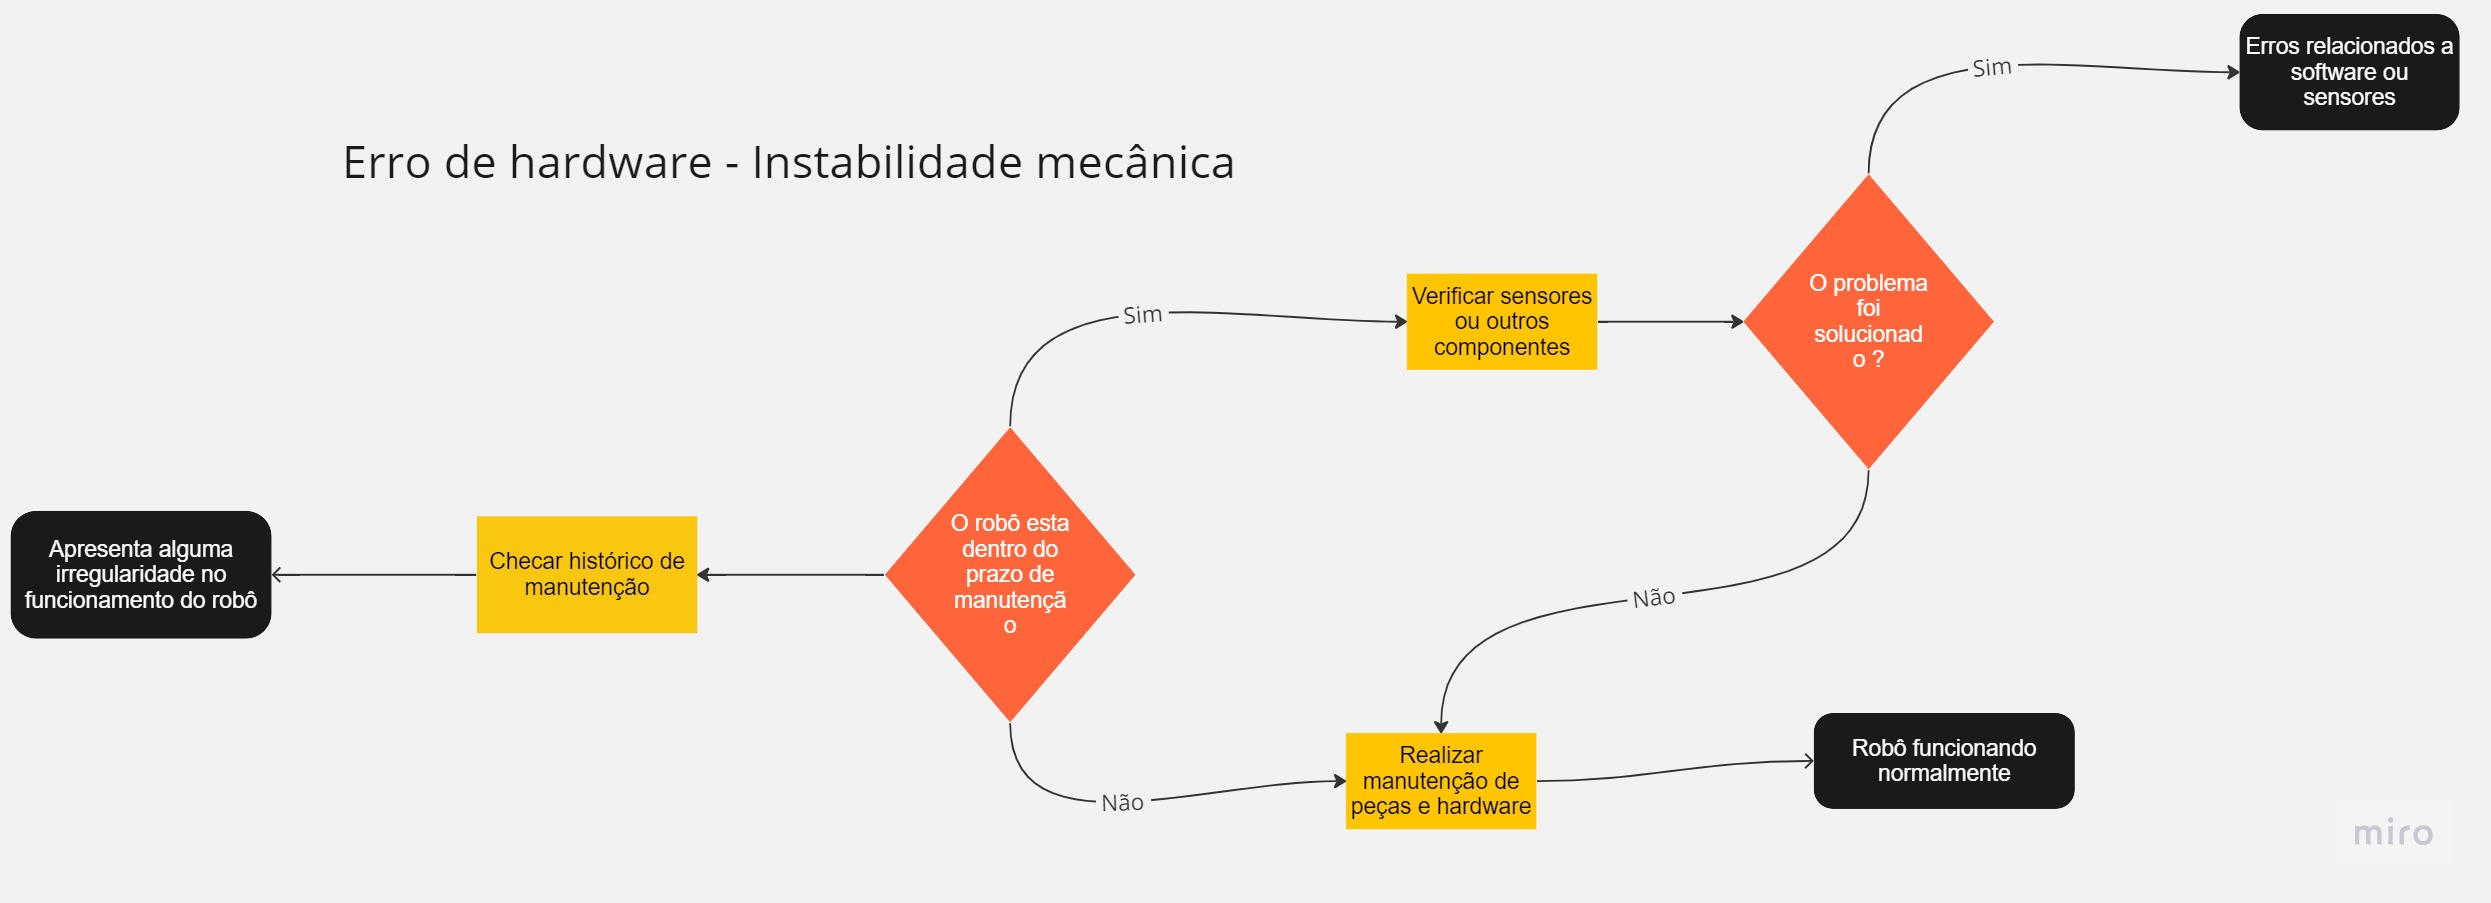 Erro de hardware - Instabilidade mecânica
Apresenta alguma
irregularidade no
funcionamento do robô
Checar histórico de
manutenção
O robô esta
dentro do
prazo de
manutençã
o
Sim
Verificar sensores
ou outros
componentes
O problema
foi
solucionad
o ?
Sim
Erros relacionados a
software ou
sensores
Não
Não
Realizar
manutenção de
peças e hardware
Robô funcionando
normalmente
miro